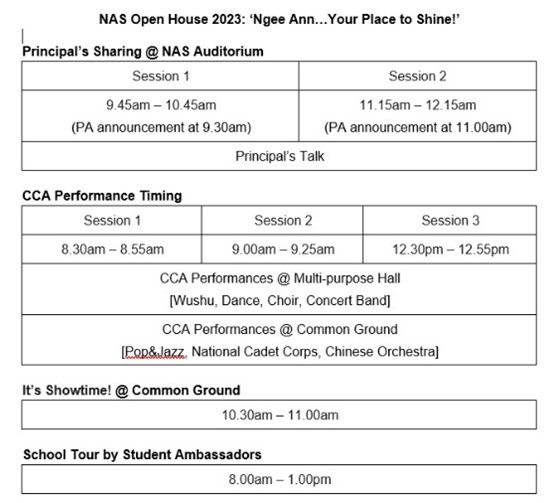 NAS Open House 2023: ‘Ngee Ann…Your Place to Shine!’
Principal’s Sharing @ NAS Auditorium
Session 1
Session 2
9.45am – 10.45am
11.15am – 12.15am
(PA announcement at 9.30am)
(PA announcement at 11.00am)
Principal’s Talk
CCA Performance Timing
Session 1
Session 2
Session 3
8.30am – 8.55am
9.00am – 9.25am
12.30pm – 12.55pm
CCA Performances @ Multi-purpose Hall
[Wushu, Dance, Choir, Concert Band]
CCA Performances @ Common Ground
[Pop&Jazz, National Cadet Corps, Chinese Orchestra]
It’s Showtime! @ Common Ground
10.30am – 11.00am
School Tour by Student Ambassadors
8.00am – 1.00pm